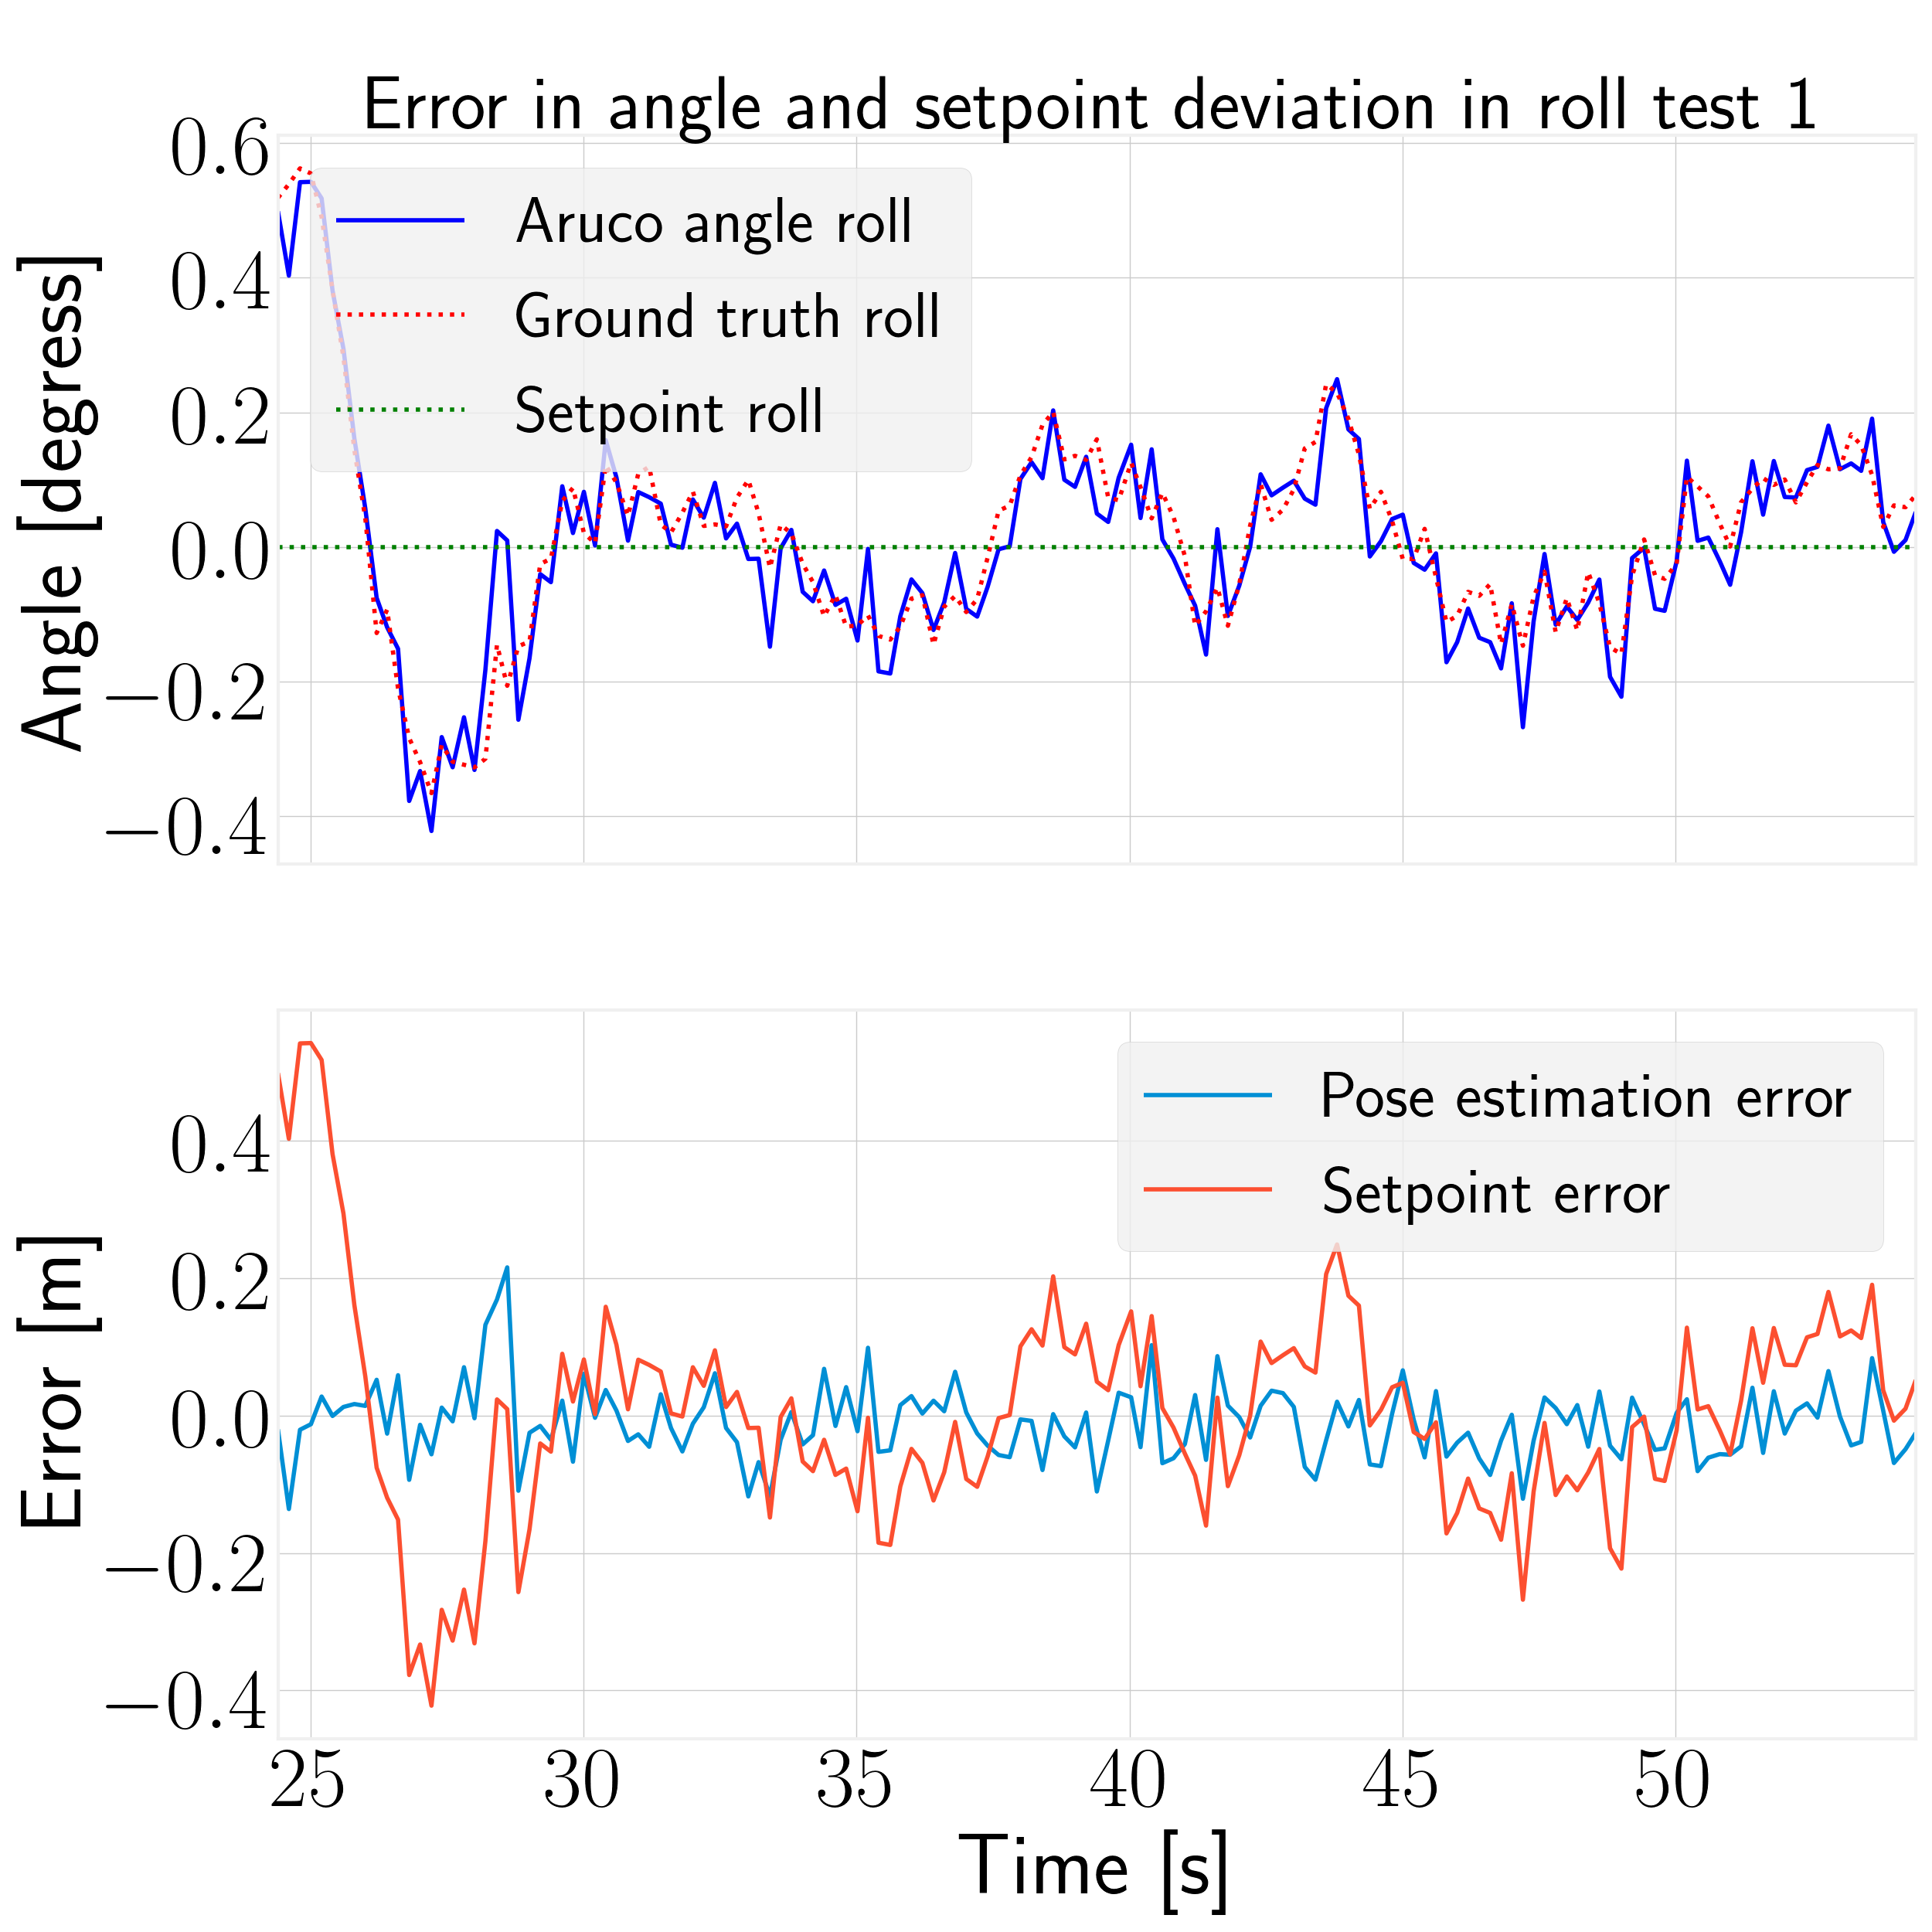 Error in angle and setpoint deviation in roll test 1
Angle [degress]
0.6
0.4
0.2
0.0
−0.2
−0.4
Aruco angle roll
Ground truth roll
Setpoint roll
Error [m]
0.4
0.2
0.0
−0.2
−0.4
Pose estimation error
Setpoint error
25 30 35 40 45 50
Time [s]